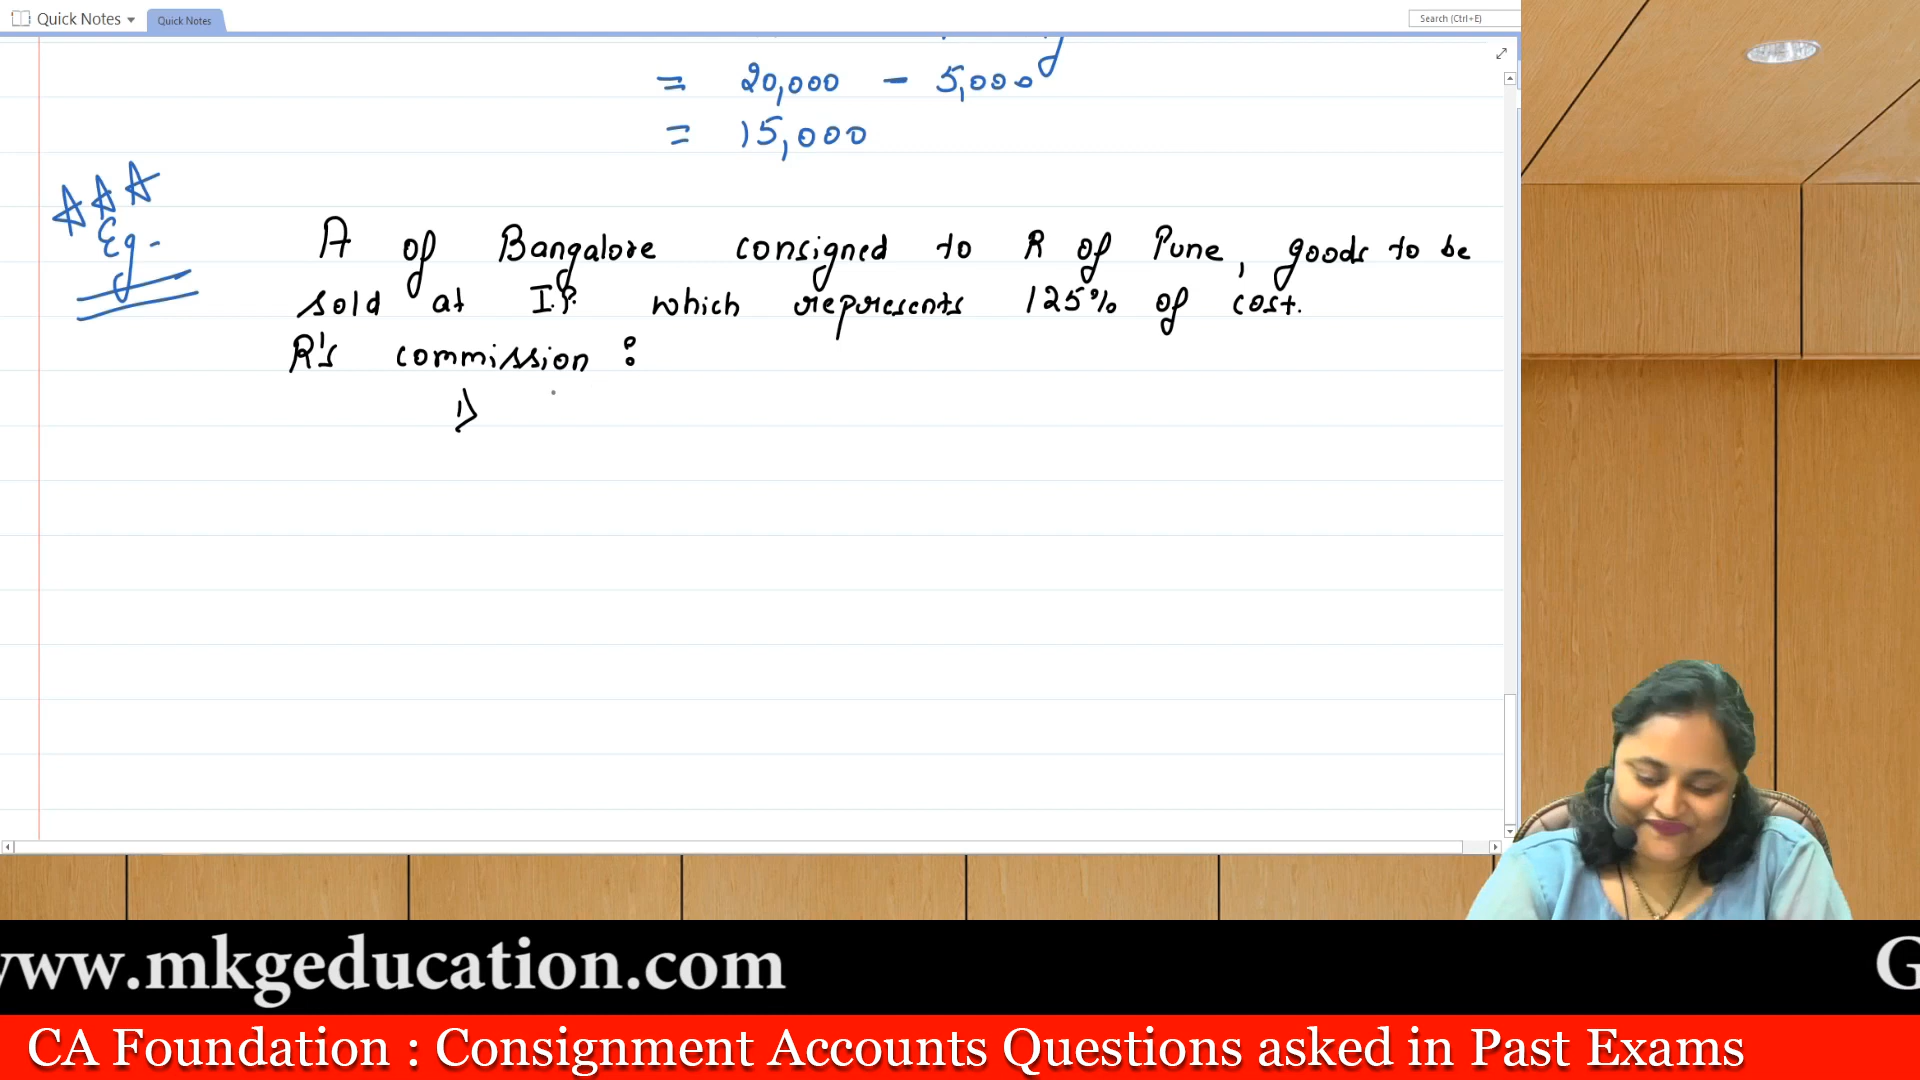 Quick Notes
Quick Notes
Search (Ctrl+E)
= 20,000 - 5,000
= 15,000
Eg -
A of Bangalore consigned to R of Pune, goods to be
sold at I.P. which represents 125% of cost.
R's commission :
1)
www.mkgeducation.com
G
CA Foundation : Consignment Accounts Questions asked in Past Exams